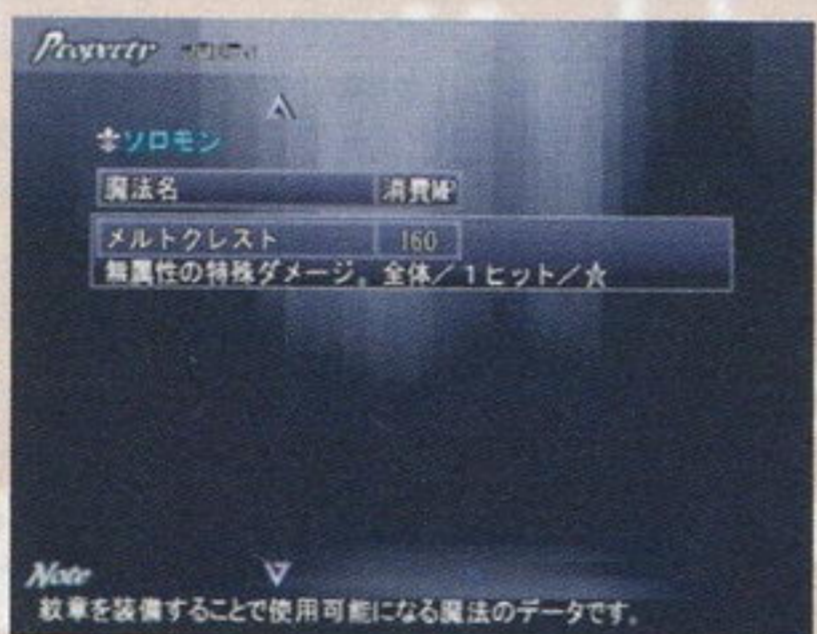 Property
ソロモン
魔法名 消費MP
メルトクレスト 160
無属性の特殊ダメージ。全体／1ヒット／☆
Note
紋章を装備することで使用可能になる魔法のデータです。